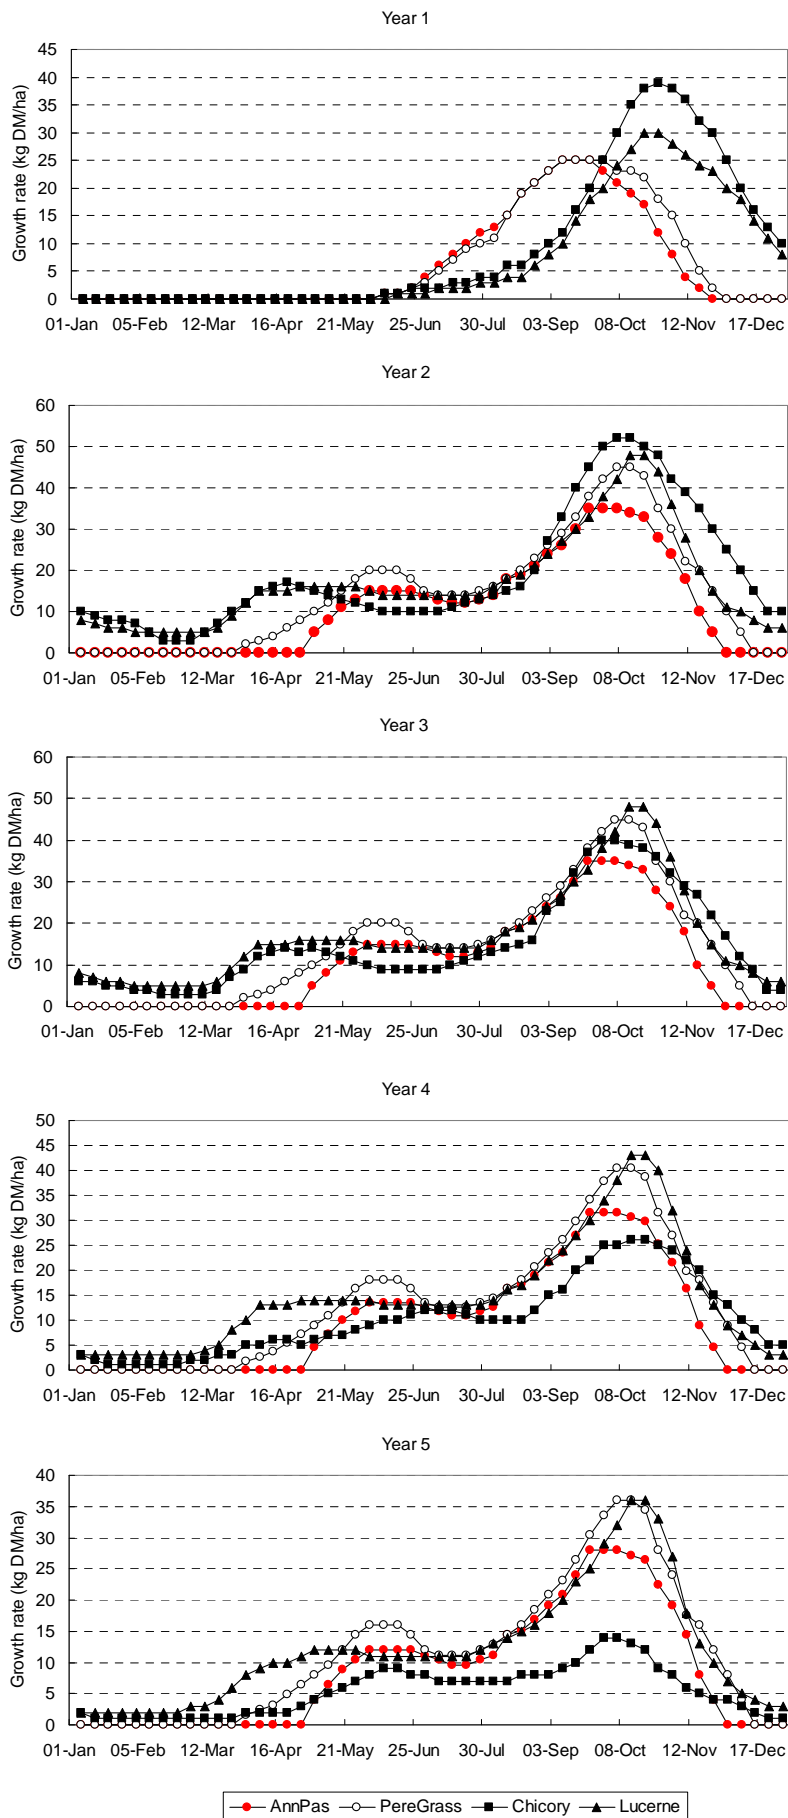 Year 1
Growth rate (kg DM/ha)
45
40
35
30
25
20
15
10
5
0
01-Jan 05-Feb 12-Mar 16-Apr 21-May 25-Jun 30-Jul 03-Sep 08-Oct 12-Nov 17-Dec
Year 2
Growth rate (kg DM/ha)
60
50
40
30
20
10
0
01-Jan 05-Feb 12-Mar 16-Apr 21-May 25-Jun 30-Jul 03-Sep 08-Oct 12-Nov 17-Dec
Year 3
Growth rate (kg DM/ha)
60
50
40
30
20
10
0
01-Jan 05-Feb 12-Mar 16-Apr 21-May 25-Jun 30-Jul 03-Sep 08-Oct 12-Nov 17-Dec
Year 4
Growth rate (kg DM/ha)
50
45
40
35
30
25
20
15
10
5
0
01-Jan 05-Feb 12-Mar 16-Apr 21-May 25-Jun 30-Jul 03-Sep 08-Oct 12-Nov 17-Dec
Year 5
Growth rate (kg DM/ha)
40
35
30
25
20
15
10
5
0
01-Jan 05-Feb 12-Mar 16-Apr 21-May 25-Jun 30-Jul 03-Sep 08-Oct 12-Nov 17-Dec
AnnPas PereGrass Chicory Lucerne